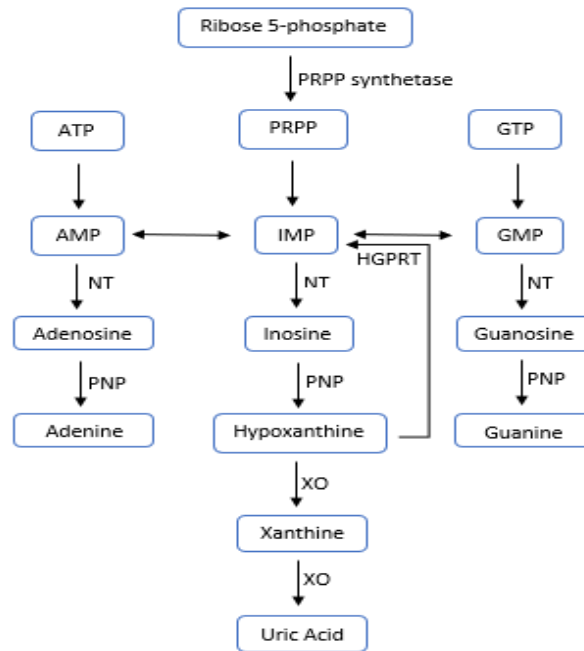 Ribose 5-phosphate
PRPP synthetase
ATP
PRPP
GTP
AMP
IMP
GMP
HGPRT
NT
NT
NT
Adenosine
Inosine
Guanosine
PNP
PNP
PNP
Adenine
Hypoxanthine
Guanine
XO
Xanthine
XO
Uric Acid